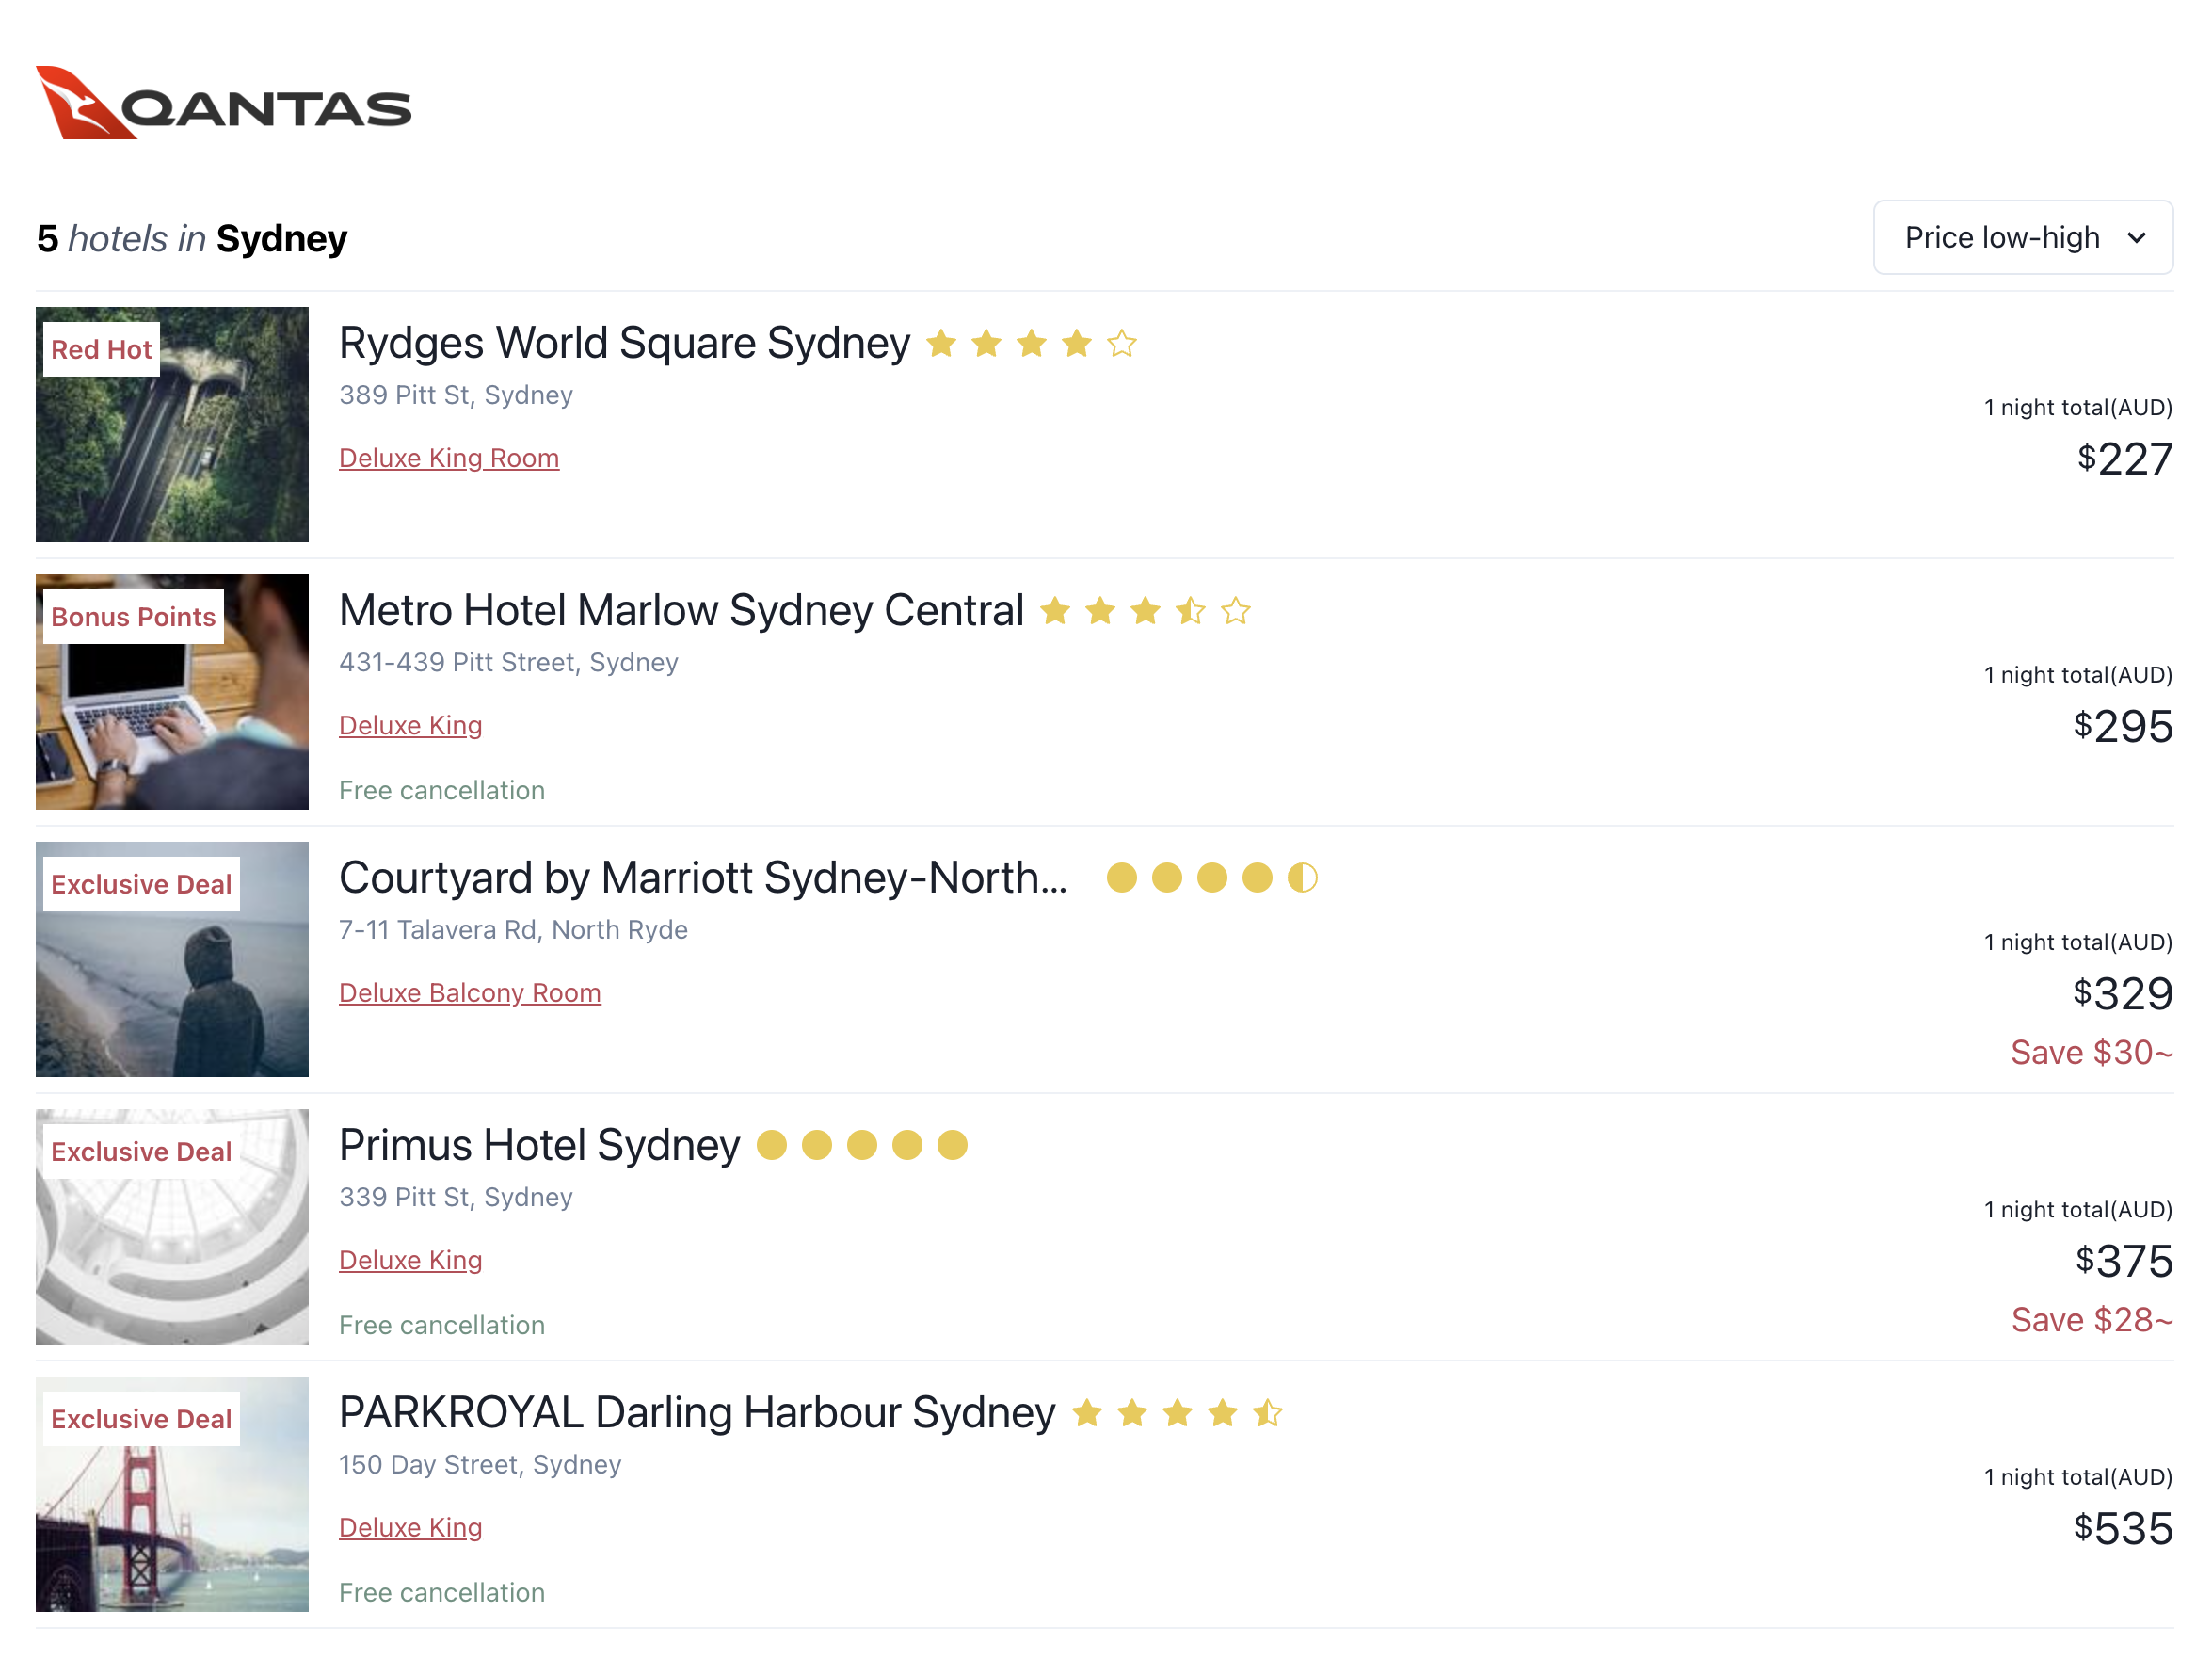 QANTAS
5 hotels in Sydney
Price low-high
Red Hot
Rydges World Square Sydney
389 Pitt St, Sydney
Deluxe King Room
1 night total(AUD)
$227
Bonus Points
Metro Hotel Marlow Sydney Central
431-439 Pitt Street, Sydney
Deluxe King
Free cancellation
1 night total(AUD)
$295
Exclusive Deal
Courtyard by Marriott Sydney-North...
7-11 Talavera Rd, North Ryde
Deluxe Balcony Room
1 night total(AUD)
$329
Save $30~
Exclusive Deal
Primus Hotel Sydney
339 Pitt St, Sydney
Deluxe King
Free cancellation
1 night total(AUD)
$375
Save $28~
Exclusive Deal
PARKROYAL Darling Harbour Sydney
150 Day Street, Sydney
Deluxe King
Free cancellation
1 night total(AUD)
$535